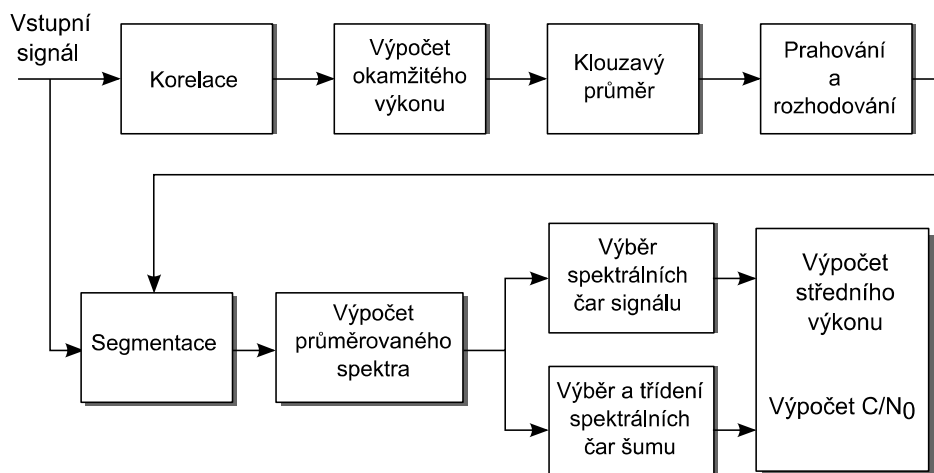 Vstupní
signál
Korelace
Výpočet
okamžitého
výkonu
Klouzavý
průměr
Prahování
a
rozhodování
Segmentace
Výpočet
průměrovaného
spektra
Výběr
spektrálních
čar signálu
Výběr a třídení
spektrálních
čar šumu
Výpočet
středního
výkonu
Výpočet C/N0